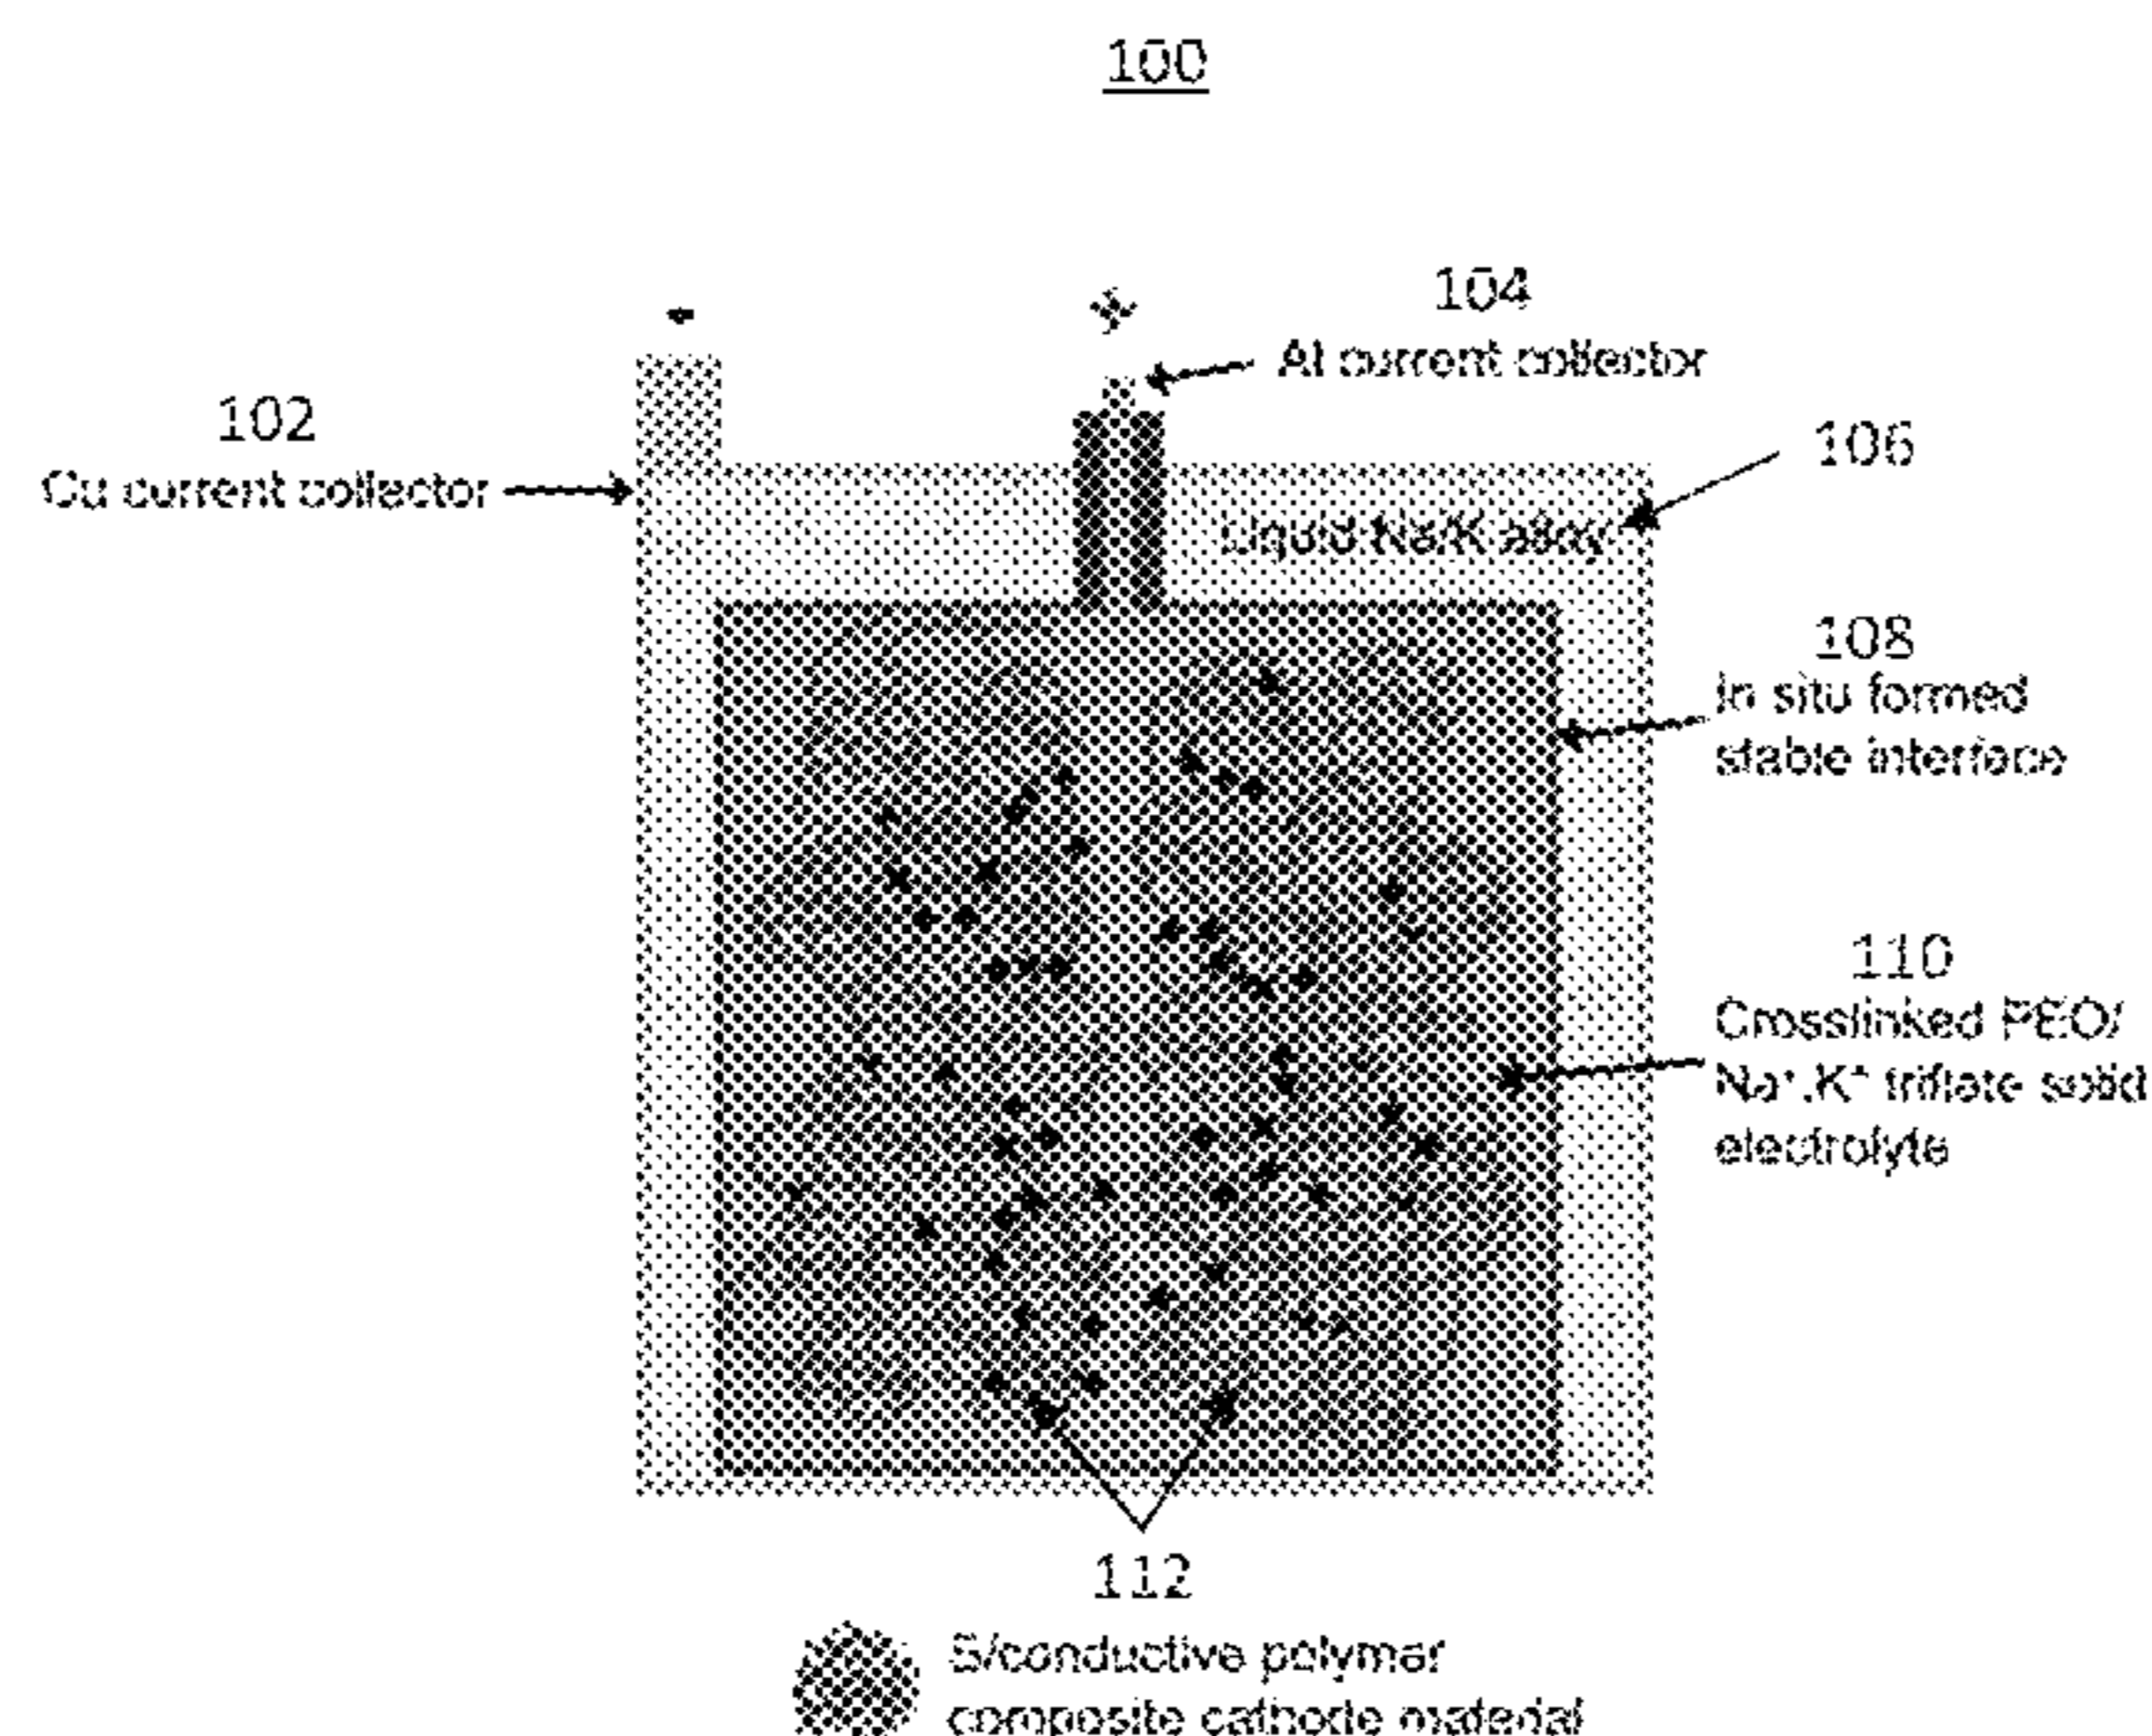 100
-
+
104
Al current collector
102
Cu current collector
106
Liquid Na/K alloy
108
In situ formed
stable interface
110
Crosslinked PEO/
Na⁺,K⁺ triflate solid
electrolyte
112
S/conductive polymer
composite cathode material